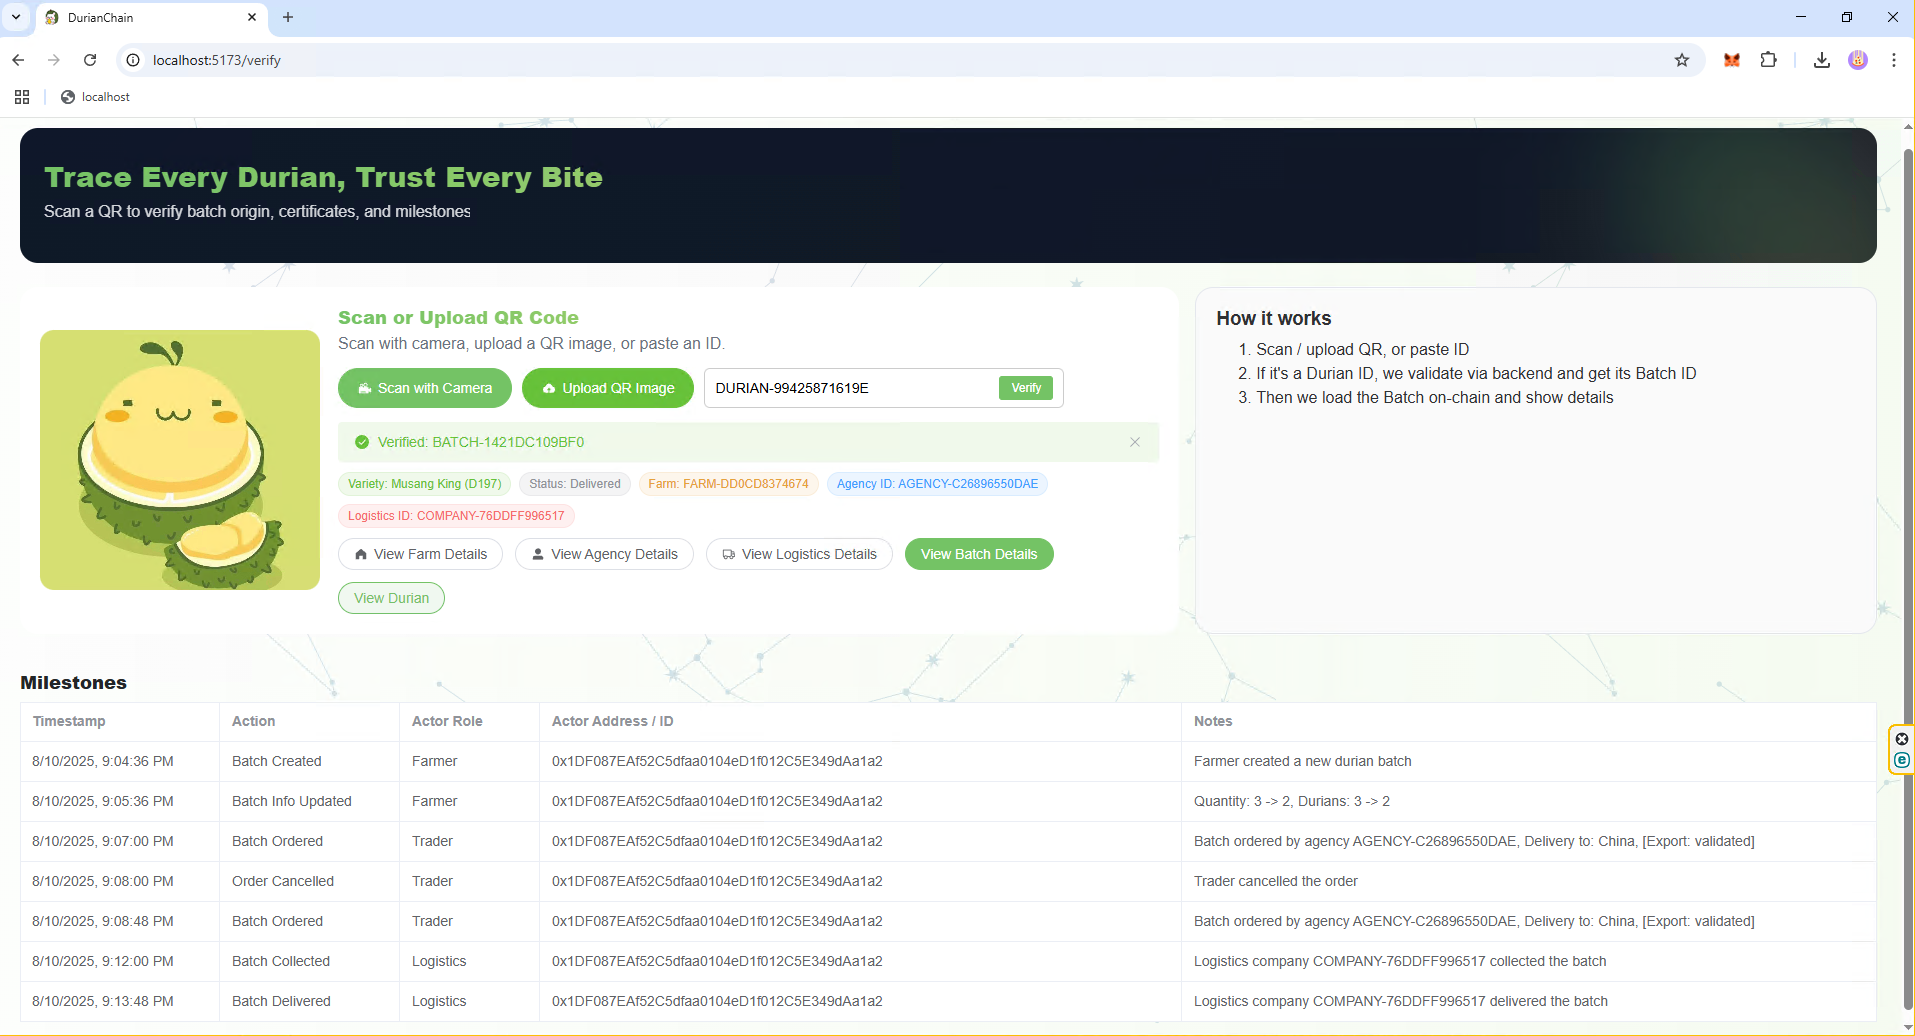 DurianChain
localhost:5173/verify
localhost
Trace Every Durian, Trust Every Bite
Scan a QR to verify batch origin, certificates, and milestones
Scan or Upload QR Code
Scan with camera, upload a QR image, or paste an ID.
Scan with Camera Upload QR Image DURIAN-99425871619E Verify
Verified: BATCH-1421DC109BF0
Variety: Musang King (D197) Status: Delivered Farm: FARM-DD0CD8374674 Agency ID: AGENCY-C26896550DAE
Logistics ID: COMPANY-76DDFF996517
View Farm Details View Agency Details View Logistics Details View Batch Details
View Durian
How it works
1. Scan / upload QR, or paste ID
2. If it's a Durian ID, we validate via backend and get its Batch ID
3. Then we load the Batch on-chain and show details
Milestones
Timestamp Action Actor Role Actor Address / ID Notes
8/10/2025, 9:04:36 PM Batch Created Farmer 0x1DF087EAf52C5dfaa0104eD1f012C5E349dAa1a2 Farmer created a new durian batch
8/10/2025, 9:05:36 PM Batch Info Updated Farmer 0x1DF087EAf52C5dfaa0104eD1f012C5E349dAa1a2 Quantity: 3 -> 2, Durians: 3 -> 2
8/10/2025, 9:07:00 PM Batch Ordered Trader 0x1DF087EAf52C5dfaa0104eD1f012C5E349dAa1a2 Batch ordered by agency AGENCY-C26896550DAE, Delivery to: China, [Export: validated]
8/10/2025, 9:08:00 PM Order Cancelled Trader 0x1DF087EAf52C5dfaa0104eD1f012C5E349dAa1a2 Trader cancelled the order
8/10/2025, 9:08:48 PM Batch Ordered Trader 0x1DF087EAf52C5dfaa0104eD1f012C5E349dAa1a2 Batch ordered by agency AGENCY-C26896550DAE, Delivery to: China, [Export: validated]
8/10/2025, 9:12:00 PM Batch Collected Logistics 0x1DF087EAf52C5dfaa0104eD1f012C5E349dAa1a2 Logistics company COMPANY-76DDFF996517 collected the batch
8/10/2025, 9:13:48 PM Batch Delivered Logistics 0x1DF087EAf52C5dfaa0104eD1f012C5E349dAa1a2 Logistics company COMPANY-76DDFF996517 delivered the batch